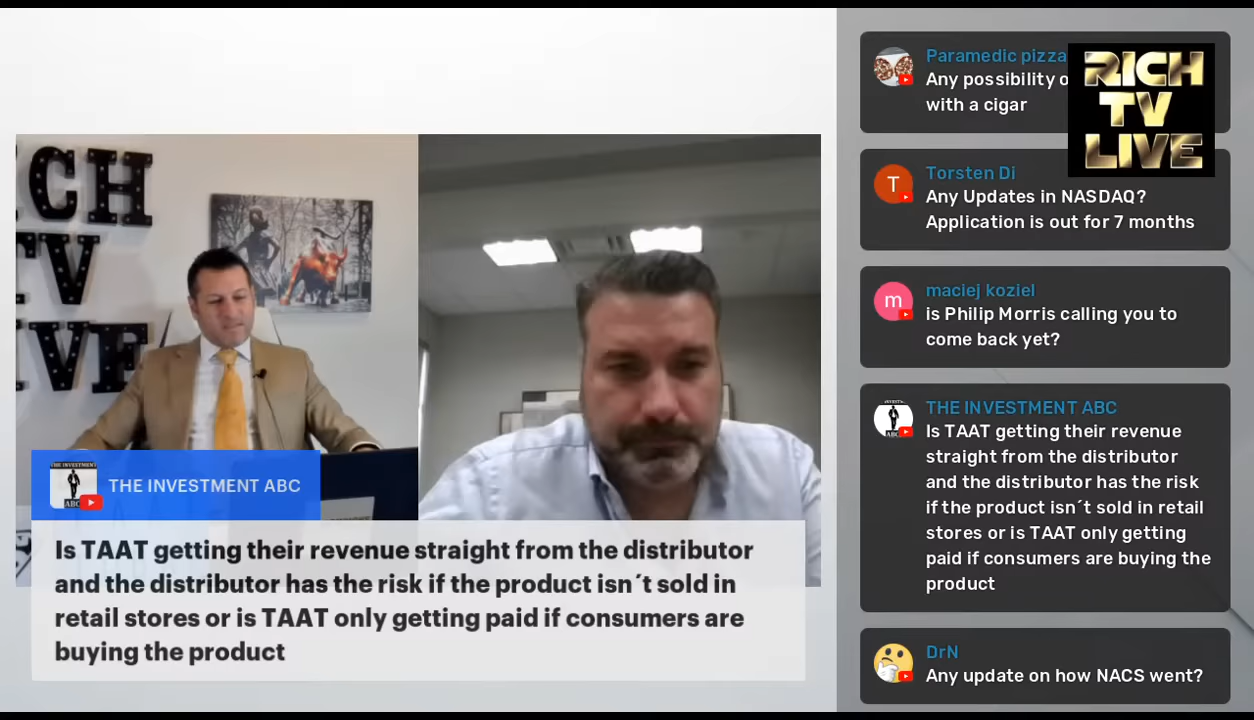 ICH
TV
IVE
THE INVESTMENT ABC
Is TAAT getting their revenue straight from the distributor
and the distributor has the risk if the product isn´t sold in
retail stores or is TAAT only getting paid if consumers are
buying the product
RICH
TV
LIVE
Paramedic pizza
Any possibility o
with a cigar
T
Torsten Di
Any Updates in NASDAQ?
Application is out for 7 months
m
maciej koziel
is Philip Morris calling you to
come back yet?
THE INVESTMENT ABC
Is TAAT getting their revenue
straight from the distributor
and the distributor has the risk
if the product isn´t sold in retail
stores or is TAAT only getting
paid if consumers are buying the
product
DrN
Any update on how NACS went?